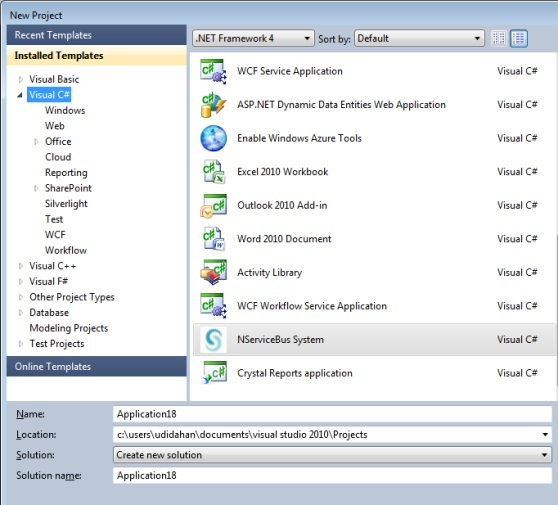 New Project
Recent Templates
Installed Templates
Visual Basic
Visual C#
Windows
Web
Office
Cloud
Reporting
SharePoint
Silverlight
Test
WCF
Workflow
Visual C++
Visual F#
Other Project Types
Database
Modeling Projects
Test Projects
Online Templates
.NET Framework 4 Sort by: Default
WCF Service Application Visual C#
ASP.NET Dynamic Data Entities Web Application Visual C#
Enable Windows Azure Tools Visual C#
Excel 2010 Workbook Visual C#
Outlook 2010 Add-in Visual C#
Word 2010 Document Visual C#
Activity Library Visual C#
WCF Workflow Service Application Visual C#
NServiceBus System Visual C#
Crystal Reports application Visual C#
Name: Application18
Location: c:\users\udidahan\documents\visual studio 2010\Projects
Solution: Create new solution
Solution name: Application18